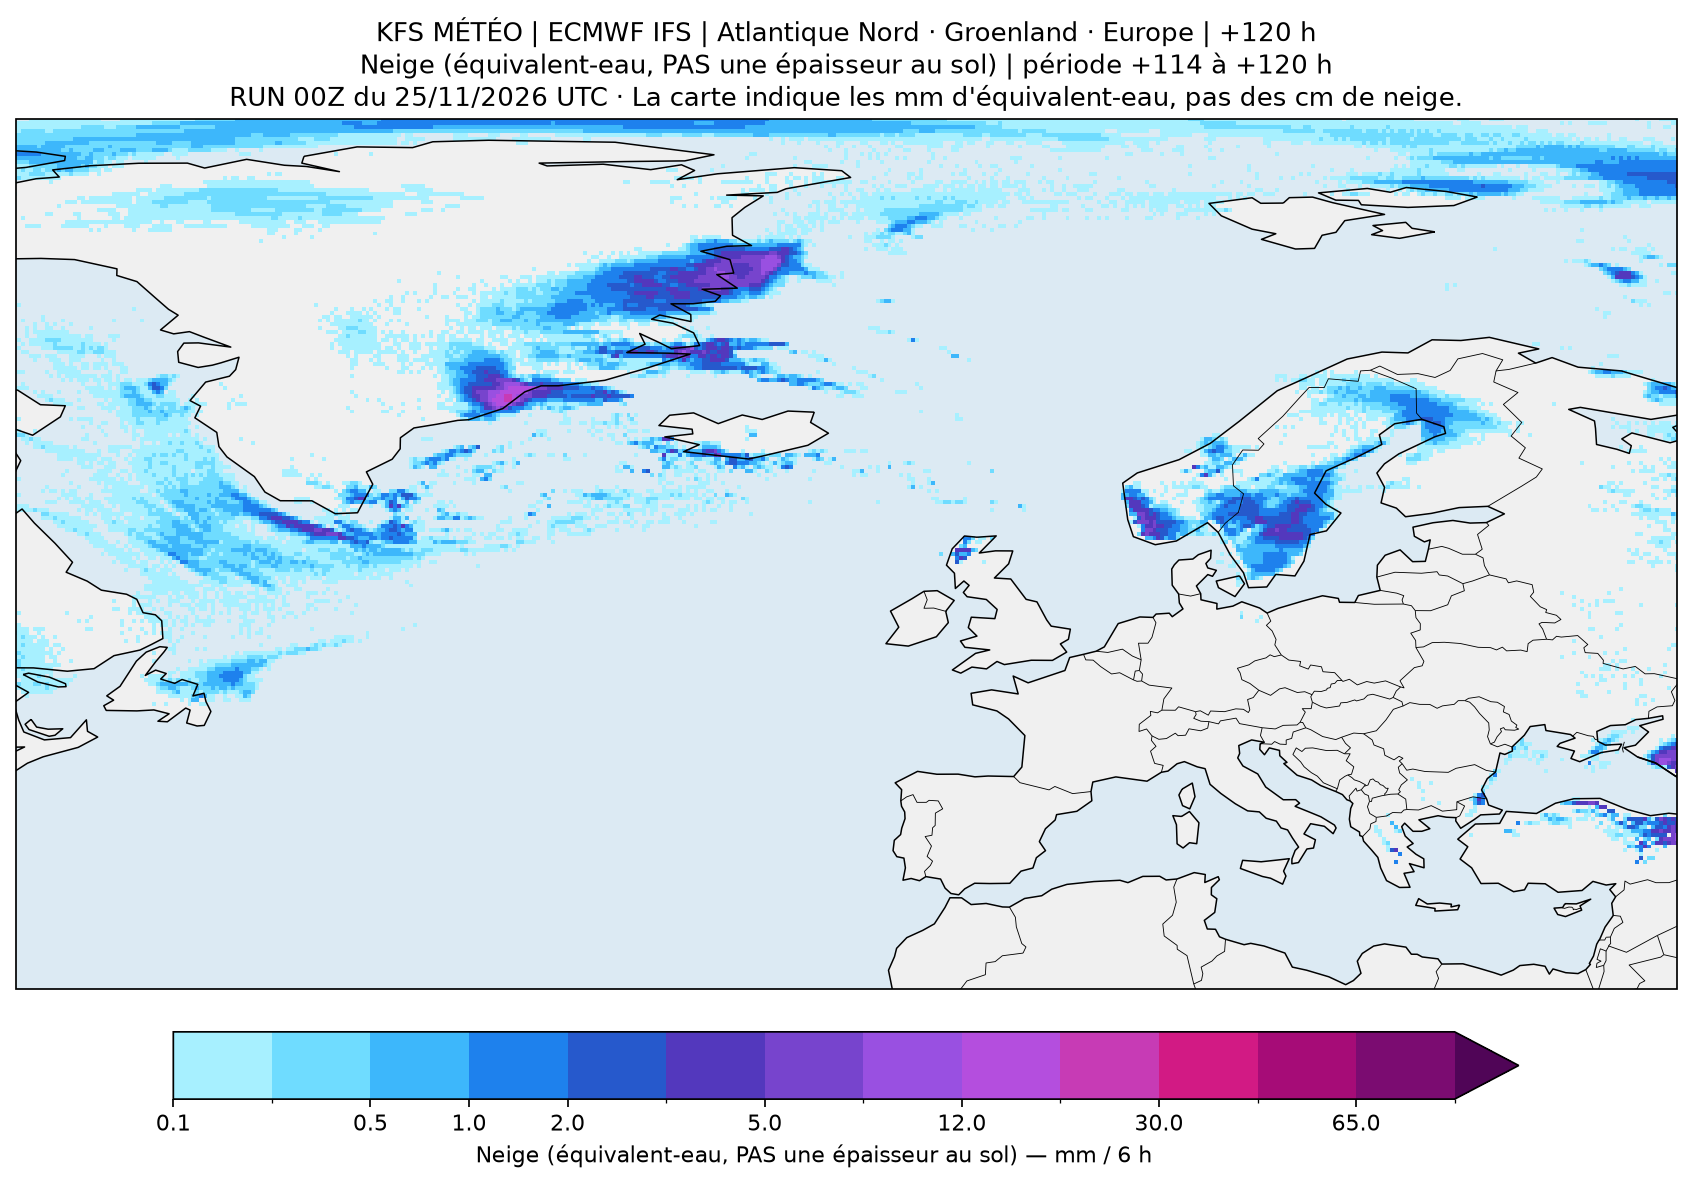 KFS MÉTÉO | ECMWF IFS | Atlantique Nord · Groenland · Europe | +120 h
Neige (équivalent-eau, PAS une épaisseur au sol) | période +114 à +120 h
RUN 00Z du 25/11/2026 UTC · La carte indique les mm d'équivalent-eau, pas des cm de neige.
0.1 0.5 1.0 2.0 5.0 12.0 30.0 65.0
Neige (équivalent-eau, PAS une épaisseur au sol) — mm / 6 h